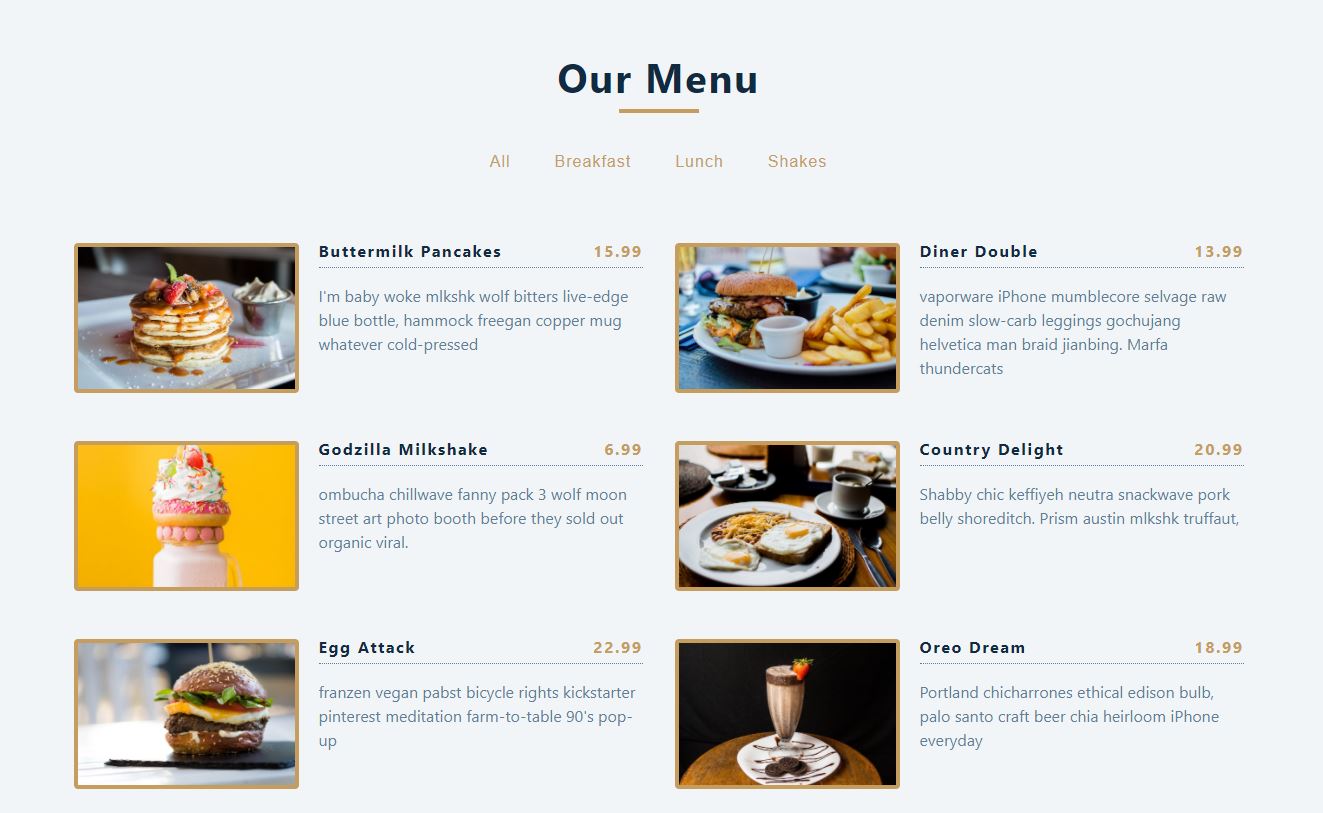 Our Menu
All Breakfast Lunch Shakes
Buttermilk Pancakes 15.99
I'm baby woke mlkshk wolf bitters live-edge
blue bottle, hammock freegan copper mug
whatever cold-pressed
Diner Double 13.99
vaporware iPhone mumblecore selvage raw
denim slow-carb leggings gochujang
helvetica man braid jianbing. Marfa
thundercats
Godzilla Milkshake 6.99
ombucha chillwave fanny pack 3 wolf moon
street art photo booth before they sold out
organic viral.
Country Delight 20.99
Shabby chic keffiyeh neutra snackwave pork
belly shoreditch. Prism austin mlkshk truffaut,
Egg Attack 22.99
franzen vegan pabst bicycle rights kickstarter
pinterest meditation farm-to-table 90's pop-
up
Oreo Dream 18.99
Portland chicharrones ethical edison bulb,
palo santo craft beer chia heirloom iPhone
everyday